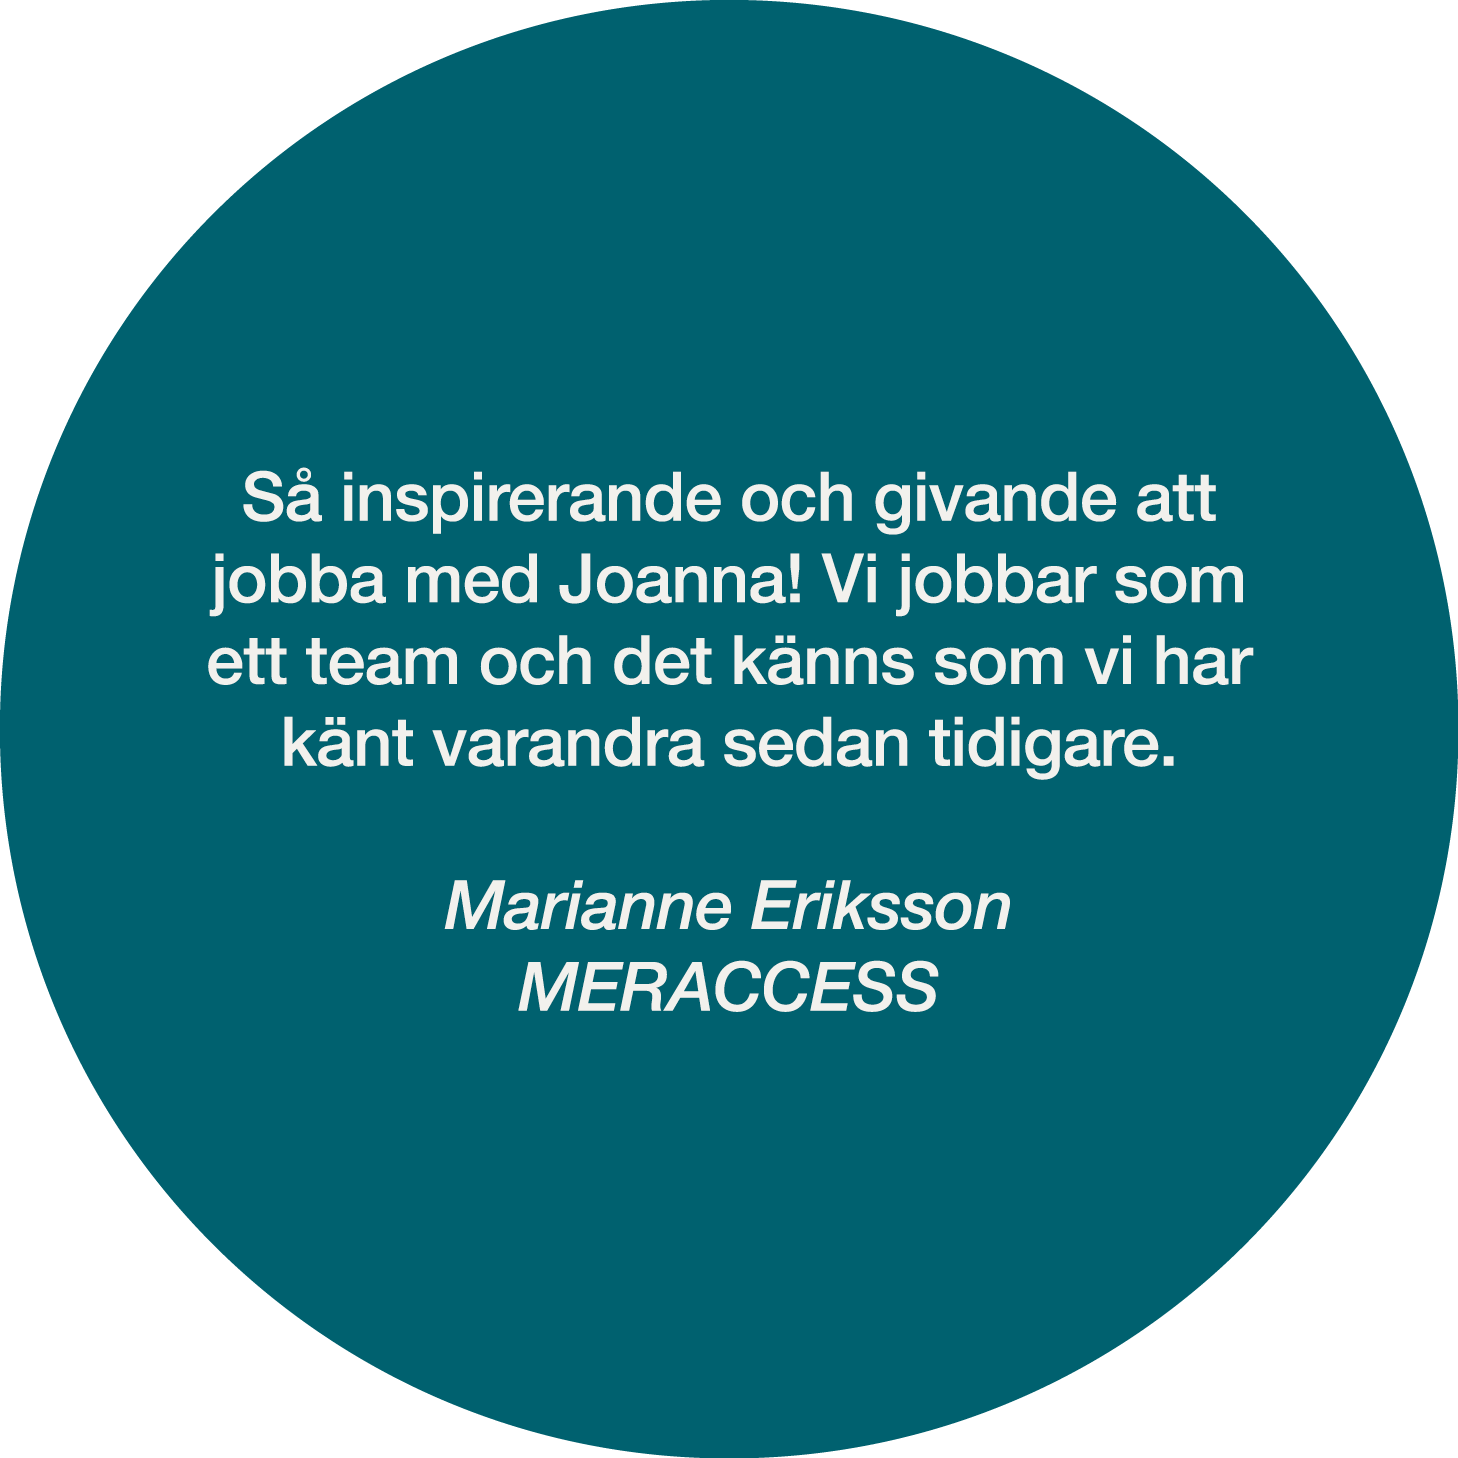 Så inspirerande och givande att
jobba med Joanna! Vi jobbar som
ett team och det känns som vi har
känt varandra sedan tidigare.
Marianne Eriksson
MERACCESS